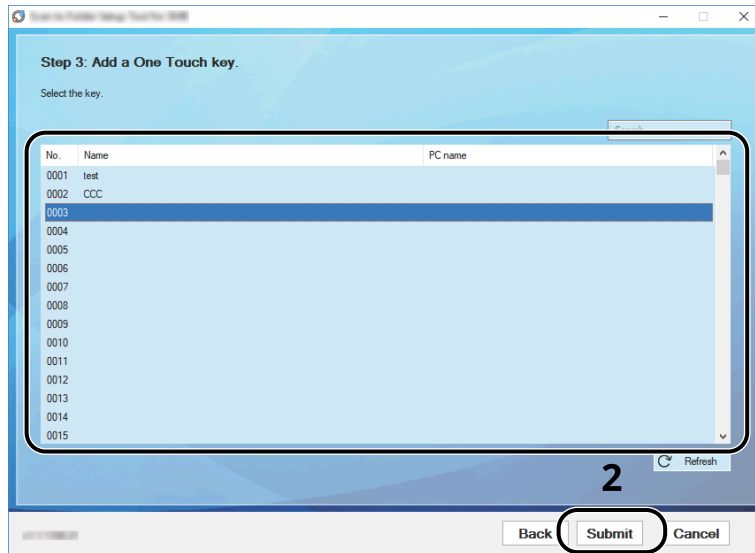 Step 3: Add a One Touch key.
Select the key.
No. Name PC name
0001 test
0002 CCC
0003
0004
0005
0006
0007
0008
0009
0010
0011
0012
0013
0014
0015
Refresh
2
Back Submit Cancel